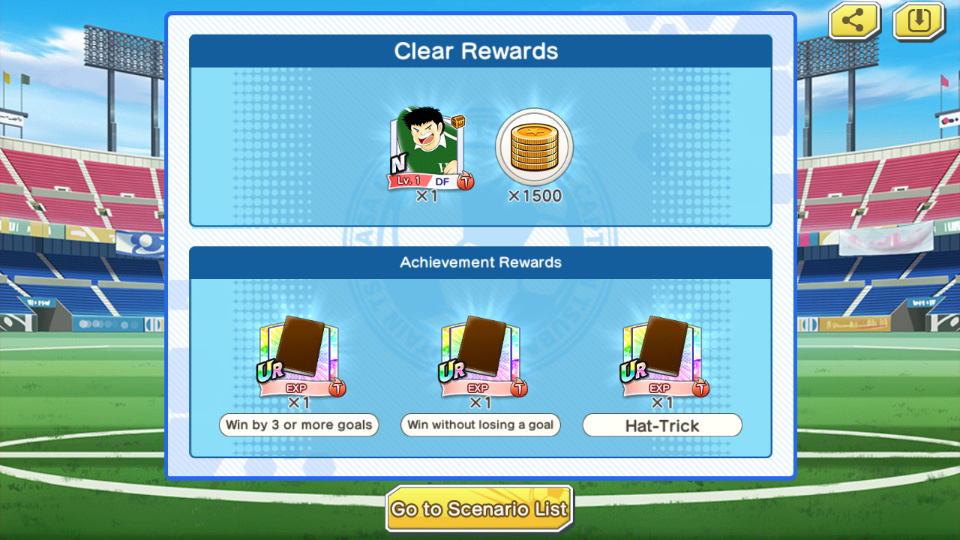 Clear Rewards
N
Lv. 1 DF T
×1
×1500
Achievement Rewards
UR
EXP T
×1
UR
EXP T
×1
UR
EXP T
×1
Win by 3 or more goals
Win without losing a goal
Hat-Trick
Go to Scenario List